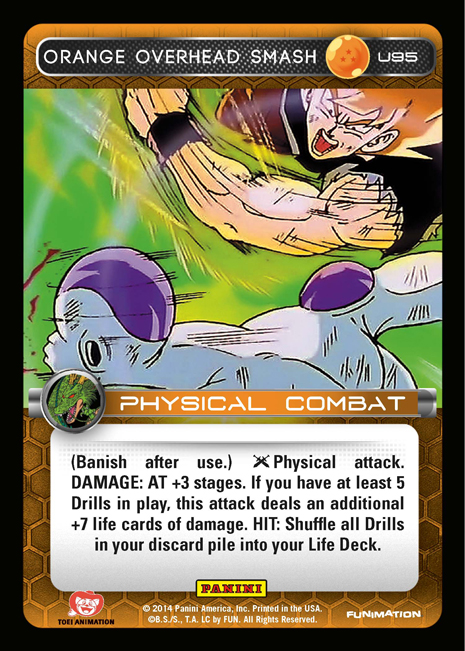 ORANGE OVERHEAD SMASH U95
PHYSICAL COMBAT
(Banish after use.) Physical attack.
DAMAGE: AT +3 stages. If you have at least 5
Drills in play, this attack deals an additional
+7 life cards of damage. HIT: Shuffle all Drills
in your discard pile into your Life Deck.
PANINI
TOEI ANIMATION
© 2014 Panini America, Inc. Printed in the USA.
©B.S./S., T.A. LC by FUN. All Rights Reserved.
FUNIMATION